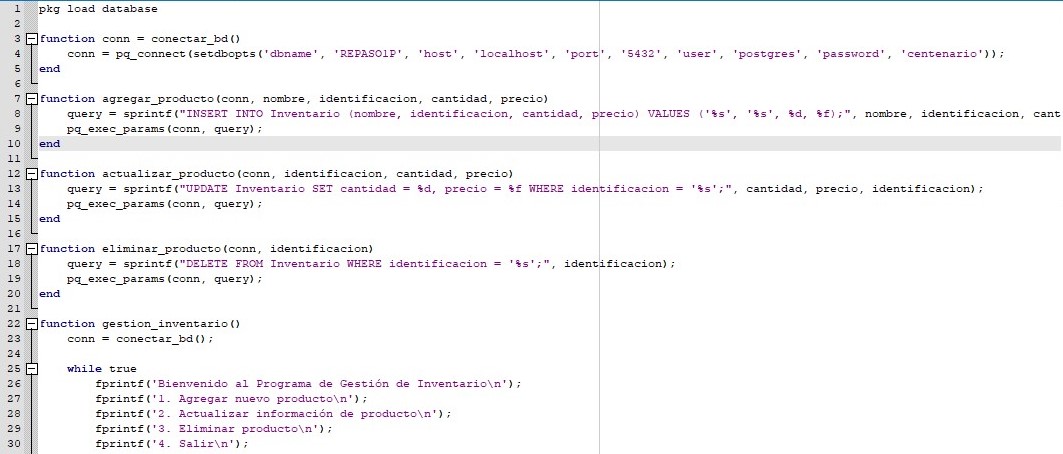 1 pkg load database
2
3 function conn = conectar_bd()
4 conn = pq_connect(setdbopts('dbname', 'REPASO1P', 'host', 'localhost', 'port', '5432', 'user', 'postgres', 'password', 'centenario'));
5 end
6
7 function agregar_producto(conn, nombre, identificacion, cantidad, precio)
8 query = sprintf("INSERT INTO Inventario (nombre, identificacion, cantidad, precio) VALUES ('%s', '%s', %d, %f);", nombre, identificacion, cant
9 pq_exec_params(conn, query);
10 end
11
12 function actualizar_producto(conn, identificacion, cantidad, precio)
13 query = sprintf("UPDATE Inventario SET cantidad = %d, precio = %f WHERE identificacion = '%s';", cantidad, precio, identificacion);
14 pq_exec_params(conn, query);
15 end
16
17 function eliminar_producto(conn, identificacion)
18 query = sprintf("DELETE FROM Inventario WHERE identificacion = '%s';", identificacion);
19 pq_exec_params(conn, query);
20 end
21
22 function gestion_inventario()
23 conn = conectar_bd();
24
25 while true
26 fprintf('Bienvenido al Programa de Gestión de Inventario\n');
27 fprintf('1. Agregar nuevo producto\n');
28 fprintf('2. Actualizar información de producto\n');
29 fprintf('3. Eliminar producto\n');
30 fprintf('4. Salir\n');